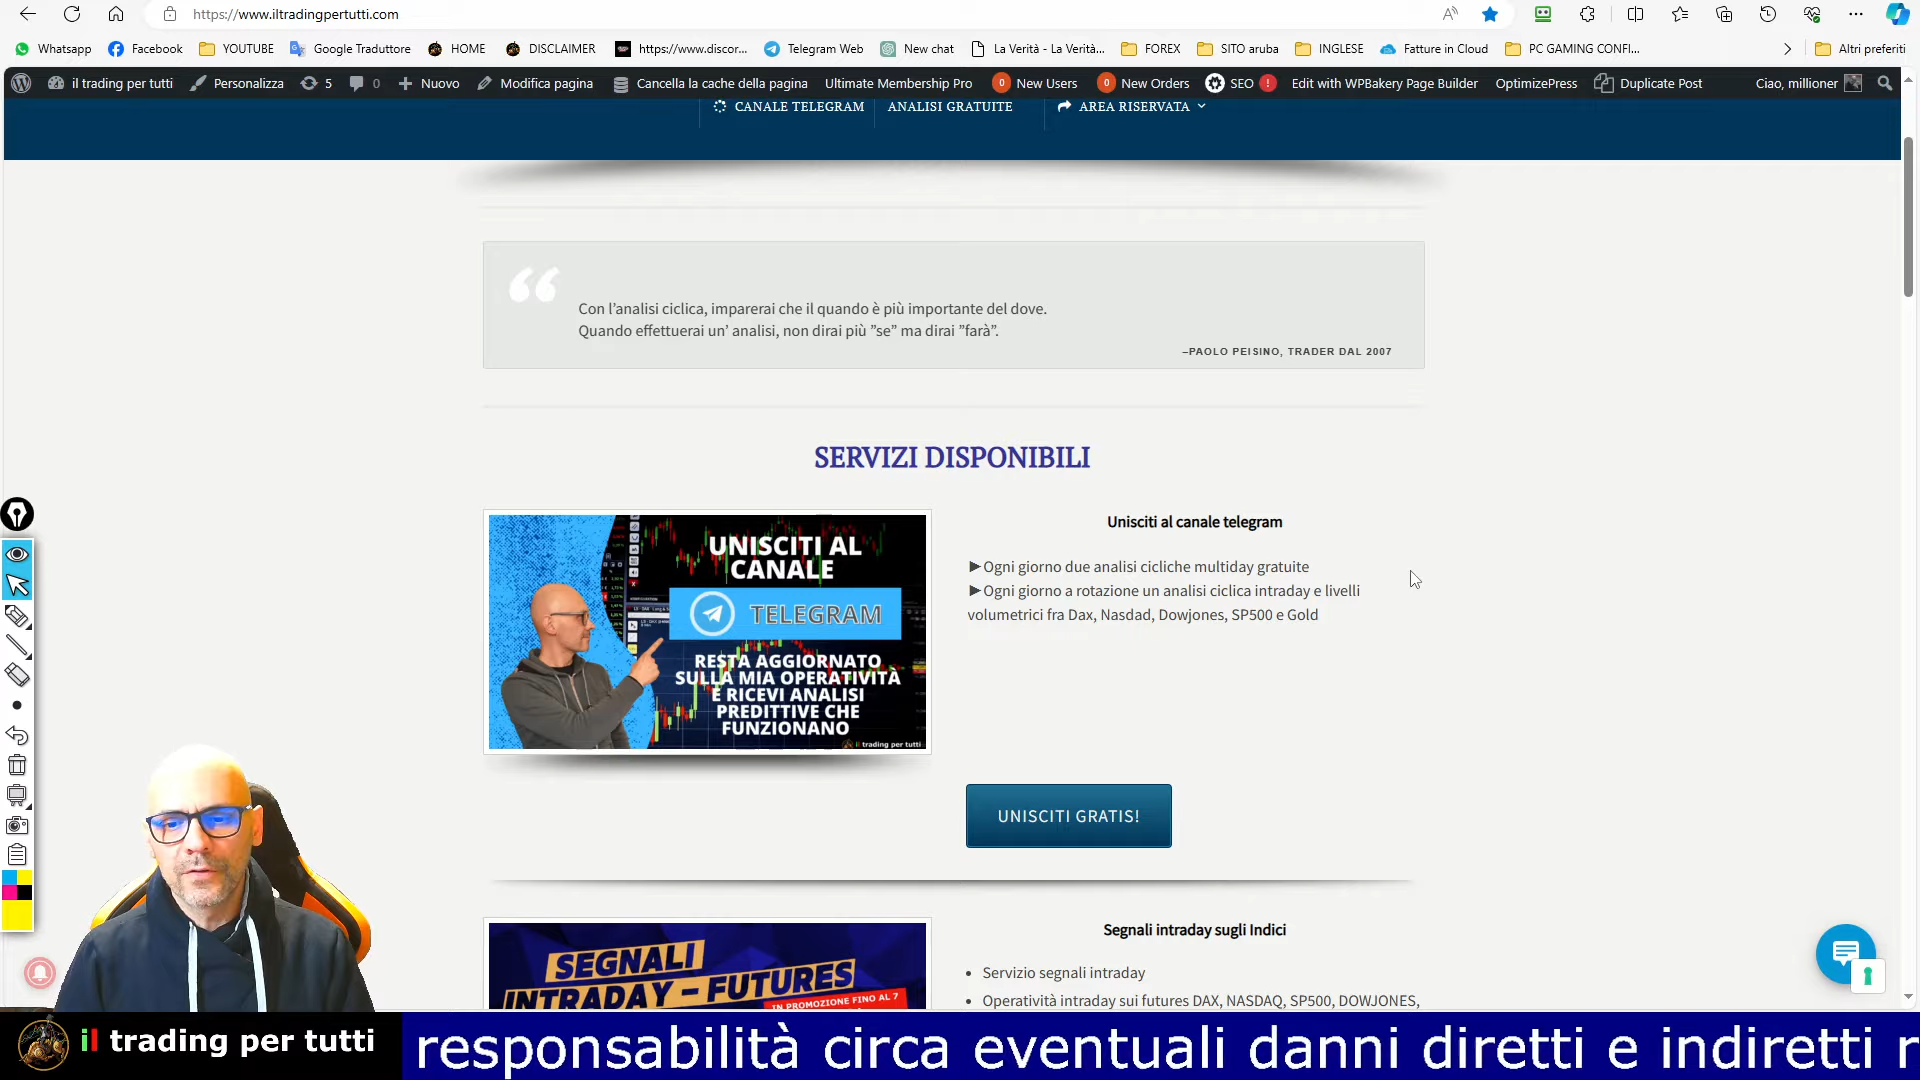 https://www.iltradingpertutti.com
Whatsapp
Facebook
YOUTUBE
Google Traduttore
HOME
DISCLAIMER
https://www.discor...
Telegram Web
New chat
La Verità - La Verità...
FOREX
SITO aruba
INGLESE
Fatture in Cloud
PC GAMING CONFI...
Altri preferiti
il trading per tutti
Personalizza
5
0
Nuovo
Modifica pagina
Cancella la cache della pagina
Ultimate Membership Pro
0 New Users
0 New Orders
SEO !
Edit with WPBakery Page Builder
OptimizePress
Duplicate Post
Ciao, millioner
CANALE TELEGRAM
ANALISI GRATUITE
AREA RISERVATA
Con l’analisi ciclica, imparerai che il quando è più importante del dove.
Quando effettuerai un’ analisi, non dirai più ”se” ma dirai ”farà”.
–PAOLO PEISINO, TRADER DAL 2007
SERVIZI DISPONIBILI
UNISCITI AL
CANALE
TELEGRAM
RESTA AGGIORNATO
SULLA MIA OPERATIVITÀ
E RICEVI ANALISI
PREDITTIVE CHE
FUNZIONANO
il trading per tutti
Unisciti al canale telegram
►Ogni giorno due analisi cicliche multiday gratuite
►Ogni giorno a rotazione un analisi ciclica intraday e livelli
volumetrici fra Dax, Nasdad, Dowjones, SP500 e Gold
UNISCITI GRATIS!
SEGNALI
INTRADAY – FUTURES
IN PROMOZIONE FINO AL 7
Segnali intraday sugli Indici
• Servizio segnali intraday
• Operatività intraday sui futures DAX, NASDAQ, SP500, DOWJONES,
il trading per tutti
responsabilità circa eventuali danni diretti e indiretti r